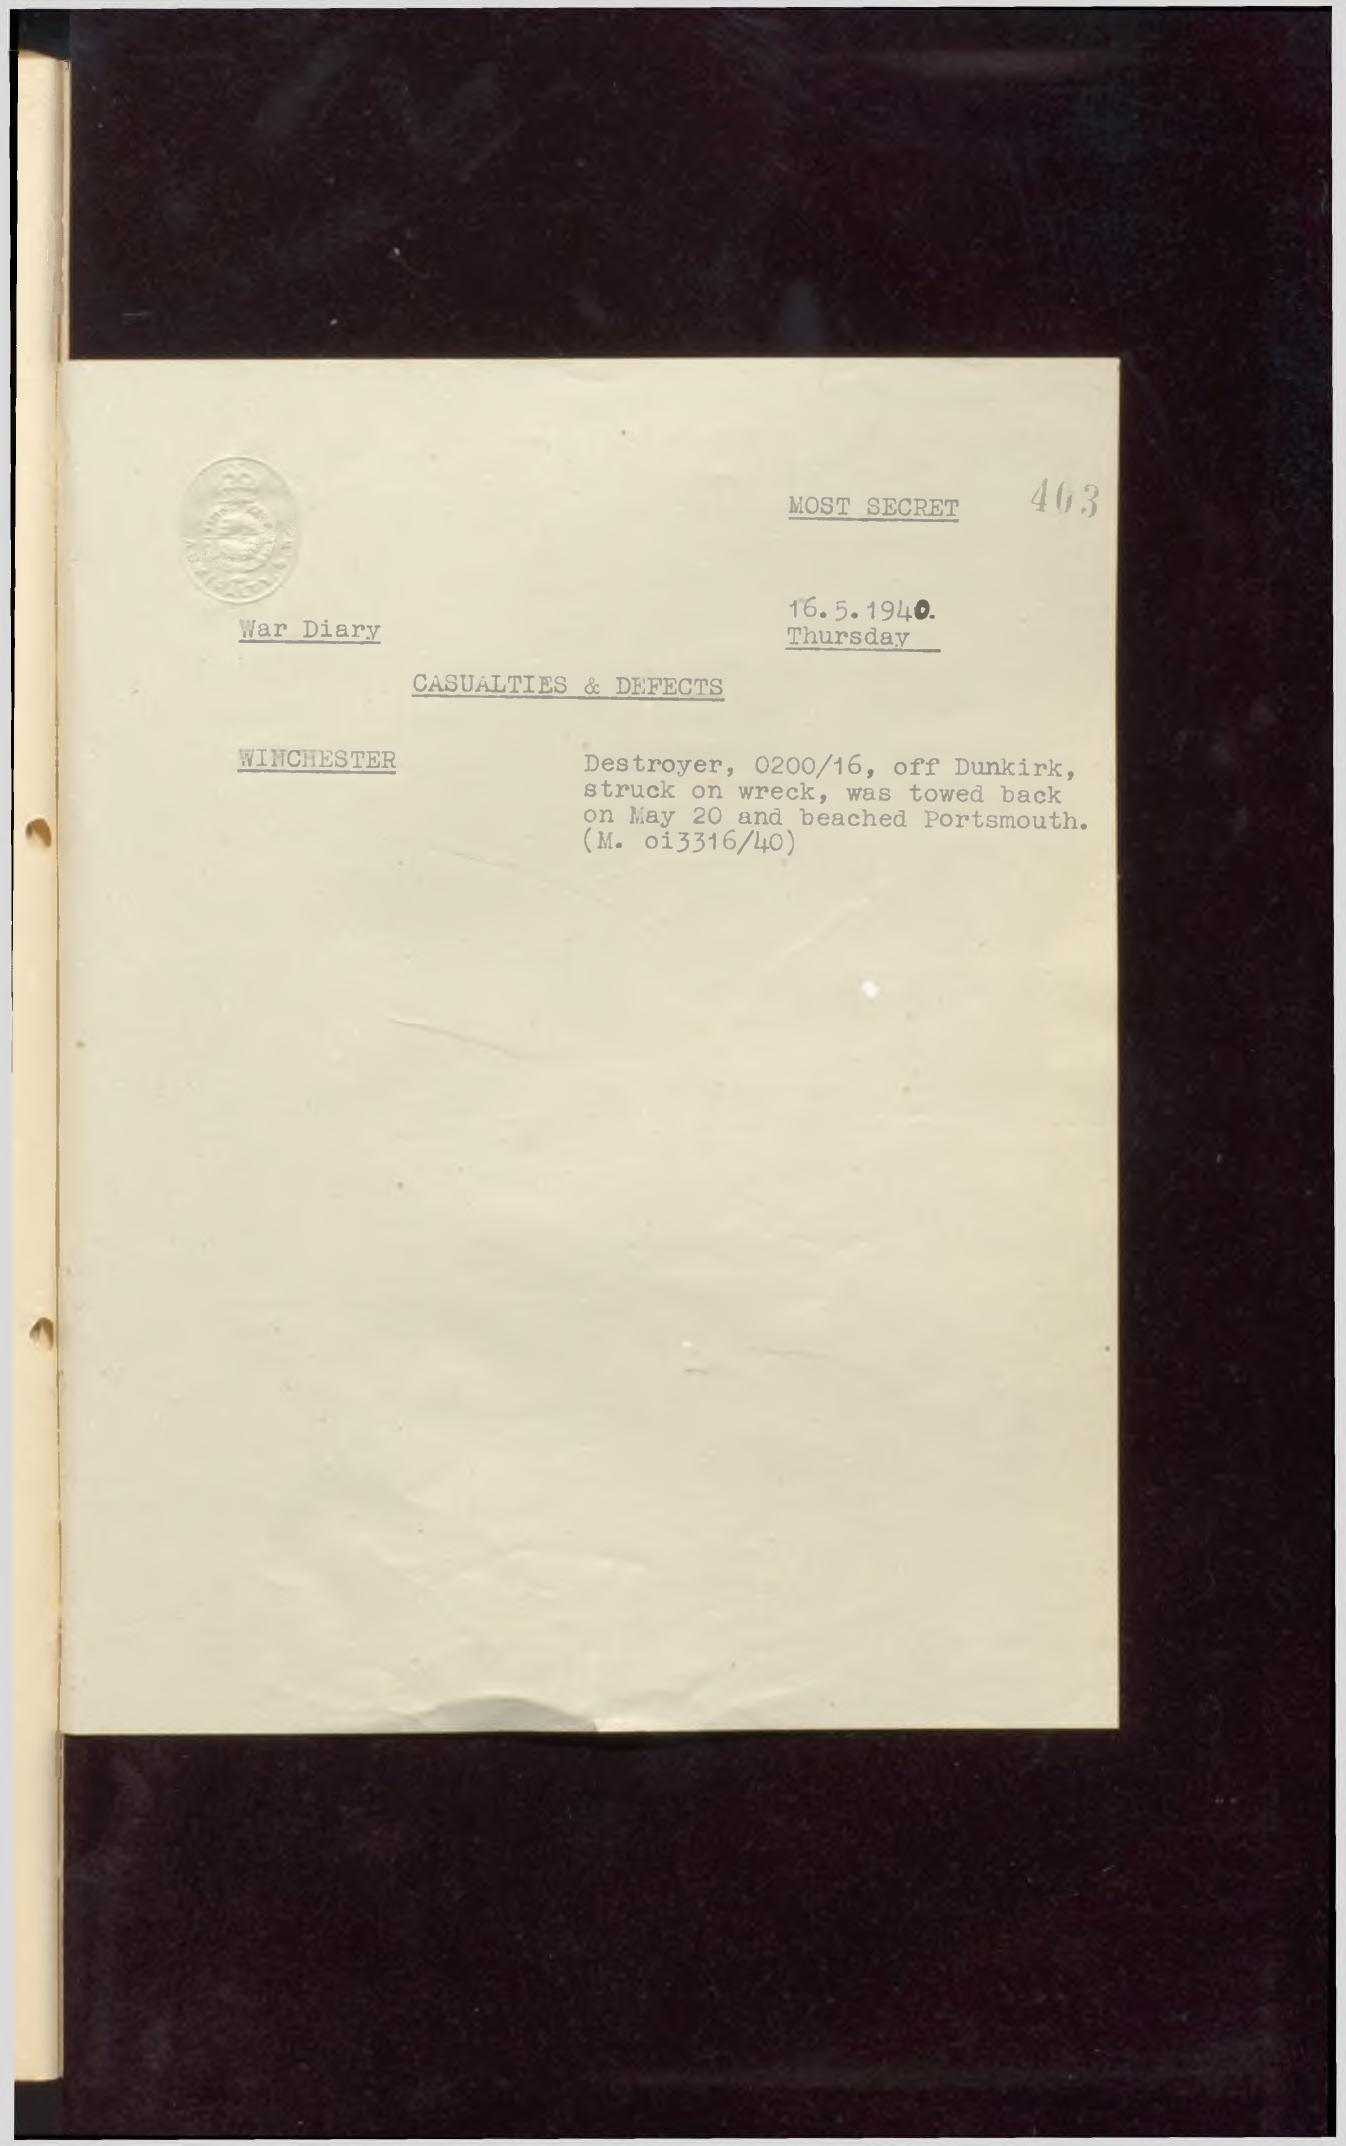 MOST SECRET 403
16.5.1940.
War Diary
Thursday
CASUALTIES & DEFECTS
WINCHESTER
Destroyer, 0200/16, off Dunkirk,
struck on wreck, was towed back
on May 20 and beached Portsmouth.
(M. oi3316/40)